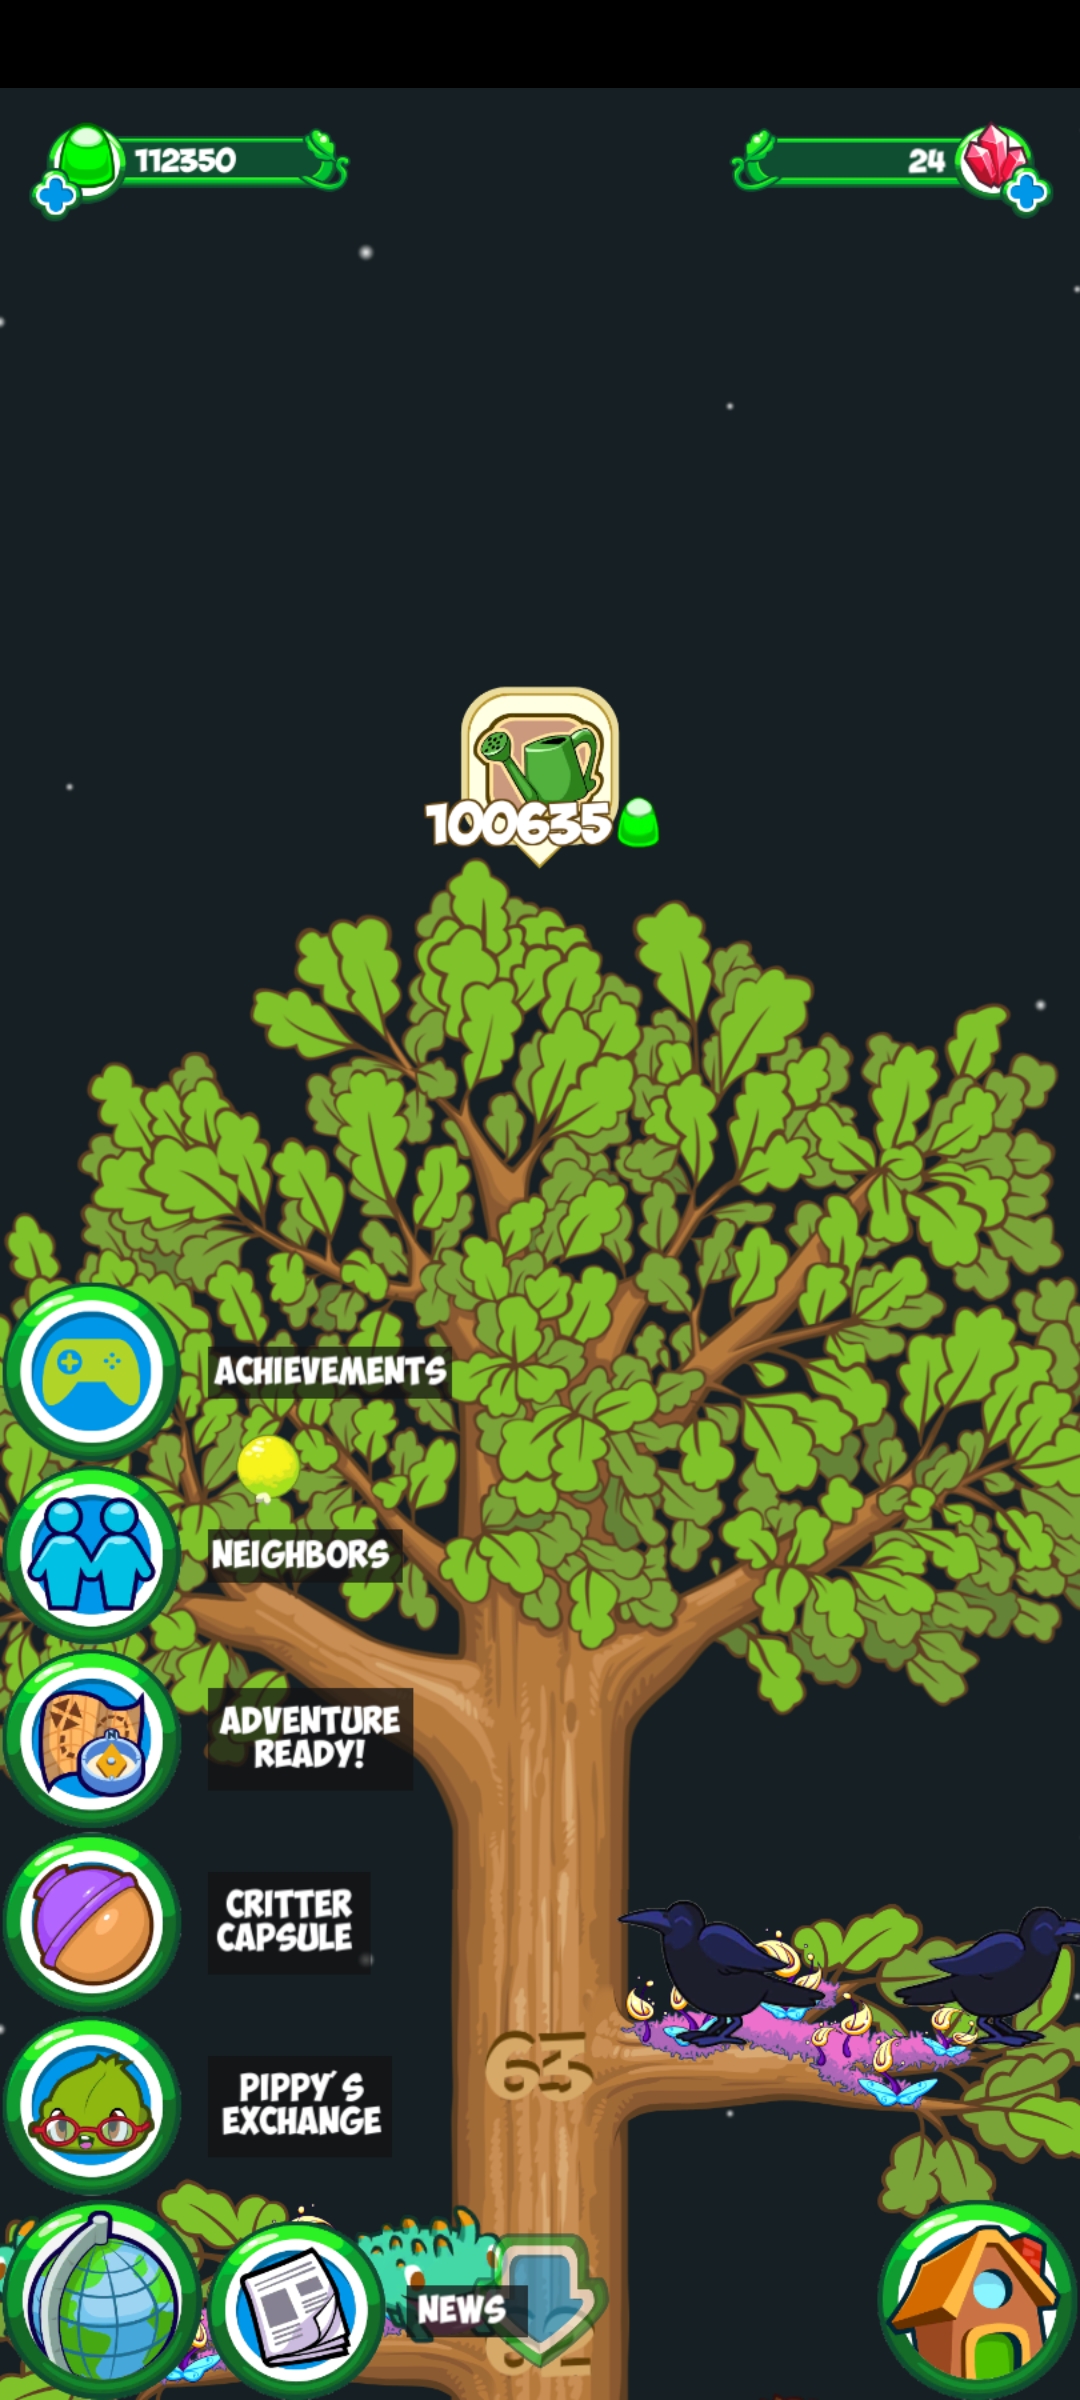 112350
24
100635
ACHIEVEMENTS
NEIGHBORS
ADVENTURE
READY!
CRITTER
CAPSULE
63
PIPPY'S
EXCHANGE
NEWS